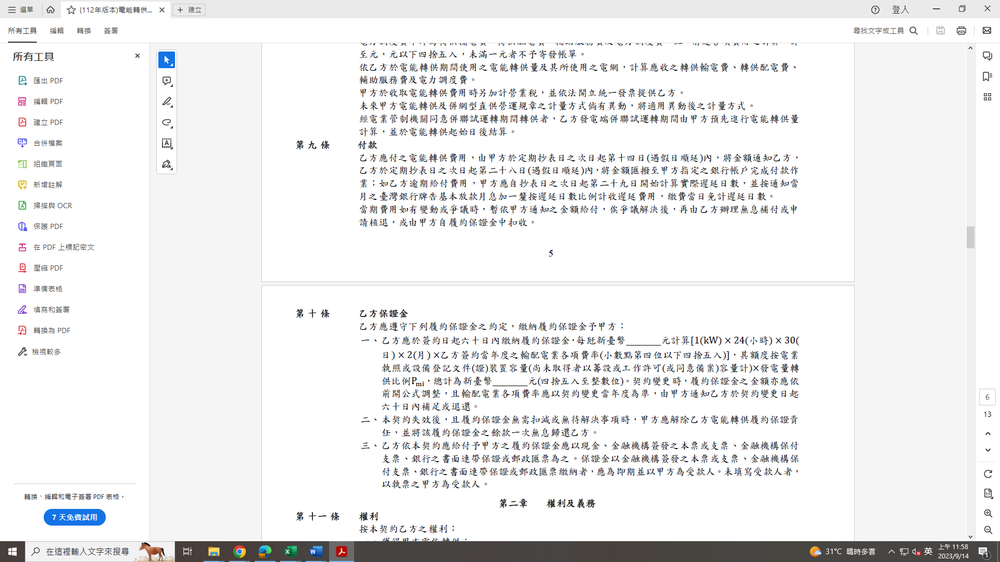 選單
(112年版本)電能轉供...
建立
登入
所有工具 編輯 轉換 簽署
尋找文字或工具
所有工具
匯出 PDF
編輯 PDF
建立 PDF
合併檔案
組織頁面
新增註解
掃描與 OCR
保護 PDF
在 PDF 上標記密文
壓縮 PDF
準備表格
填寫和簽署
轉換為 PDF
檢視較多
轉換、編輯和電子簽署 PDF 表格。
7 天免費試用
至元，元以下四捨五入，未滿一元者不予寄發帳單。
依乙方於電能轉供期間使用之電能轉供量及其所使用之電網，計算應收之轉供輸電費、轉供配電費、
輔助服務費及電力調度費。
甲方於收取電能轉供費用時另加計營業稅，並依法開立統一發票提供乙方。
未來甲方電能轉供及併網型直供營運規章之計量方式倘有異動，將適用異動後之計量方式。
經電業管制機關同意併聯試運轉期間轉供者，乙方發電端併聯試運轉期間由甲方預先進行電能轉供量
計算，並於電能轉供起始日後結算。
第九條 付款
乙方應付之電能轉供費用，由甲方於定期抄表日之次日起第十四日(遇假日順延)內，將金額通知乙方，
乙方於定期抄表日之次日起第二十八日(遇假日順延)內，將金額匯撥至甲方指定之銀行帳戶完成付款作
業；如乙方逾期給付費用，甲方應自抄表日之次日起第二十九日開始計算實際遲延日數，並按通知當
月之臺灣銀行牌告基本放款月息加一釐按遲延日數比例計收遲延費用，繳費當日免計遲延日數。
當期費用如有變動或爭議時，暫依甲方通知之金額給付，俟爭議解決後，再由乙方辦理無息補付或申
請核退，或由甲方自履約保證金中扣收。
5
第十條 乙方保證金
乙方應遵守下列履約保證金之約定，繳納履約保證金予甲方：
一、乙方應於簽約日起六十日內繳納履約保證金，每瓩新臺幣_______元計算[1(kW)×24(小時)×30(
日)×2(月)×乙方簽約當年度之輸配電業各項費率(小數點第四位以下四捨五入)]，其額度按電業
執照或設備登記文件(證)裝置容量(尚未取得者以籌設或工作許可(或同意備案)容量計)×發電量轉
供比例Pmi，總計為新臺幣_______元(四捨五入至整數位)。契約變更時，履約保證金之金額亦應依
前開公式調整，且輸配電業各項費率應以契約變更當年度為準，由甲方通知乙方於契約變更日起
六十日內補足或退還。
二、本契約失效後，且履約保證金無需扣減或無待解決事項時，甲方應解除乙方電能轉供履約保證責
任，並將該履約保證金之餘款一次無息歸還乙方。
三、乙方依本契約應給付予甲方之履約保證金應以現金、金融機構簽發之本票或支票、金融機構保付
支票、銀行之書面連帶保證或郵政匯票為之。保證金以金融機構簽發之本票或支票、金融機構保
付支票、銀行之書面連帶保證或郵政匯票繳納者，應為即期並以甲方為受款人。未填寫受款人者，
以執票之甲方為受款人。
第二章 權利及義務
第十一條 權利
按本契約乙方之權利：
6
13
在這裡輸入文字來搜尋
31°C 晴時多雲
英
上午 11:58
2023/9/14
1